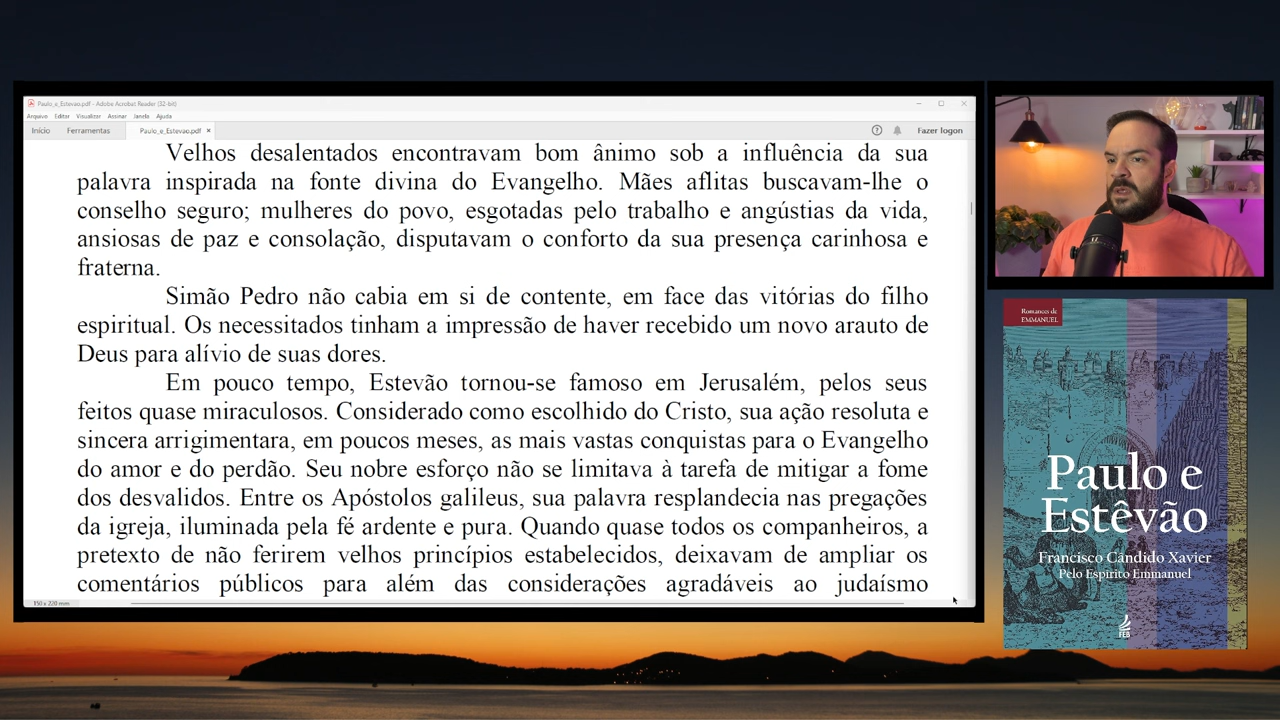 Paulo_e_Estevao.pdf - Adobe Acrobat Reader (32-bit)
Arquivo Editar Visualizar Assinar Janela Ajuda
Início Ferramentas Paulo_e_Estevao.pdf × Fazer logon
Velhos desalentados encontravam bom ânimo sob a influência da sua
palavra inspirada na fonte divina do Evangelho. Mães aflitas buscavam-lhe o
conselho seguro; mulheres do povo, esgotadas pelo trabalho e angústias da vida,
ansiosas de paz e consolação, disputavam o conforto da sua presença carinhosa e
fraterna.
Simão Pedro não cabia em si de contente, em face das vitórias do filho
espiritual. Os necessitados tinham a impressão de haver recebido um novo arauto de
Deus para alívio de suas dores.
Em pouco tempo, Estevão tornou-se famoso em Jerusalém, pelos seus
feitos quase miraculosos. Considerado como escolhido do Cristo, sua ação resoluta e
sincera arrigimentara, em poucos meses, as mais vastas conquistas para o Evangelho
do amor e do perdão. Seu nobre esforço não se limitava à tarefa de mitigar a fome
dos desvalidos. Entre os Apóstolos galileus, sua palavra resplandecia nas pregações
da igreja, iluminada pela fé ardente e pura. Quando quase todos os companheiros, a
pretexto de não ferirem velhos princípios estabelecidos, deixavam de ampliar os
comentários públicos para além das considerações agradáveis ao judaísmo
150 x 220 mm
Romances de
EMMANUEL
Paulo e
Estêvão
Francisco Cândido Xavier
Pelo Espírito Emmanuel
FEB